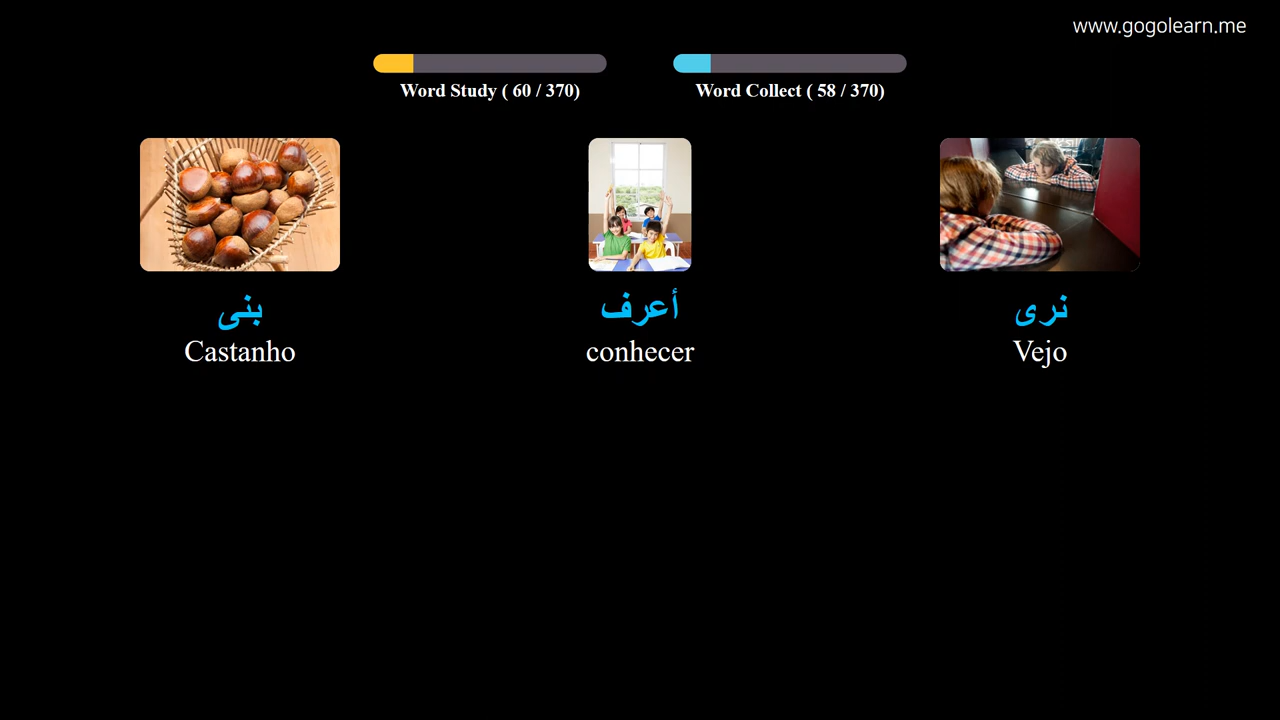 www.gogolearn.me
Word Study ( 60 / 370)
Word Collect ( 58 / 370)
بنى
أعرف
نرى
Castanho
conhecer
Vejo